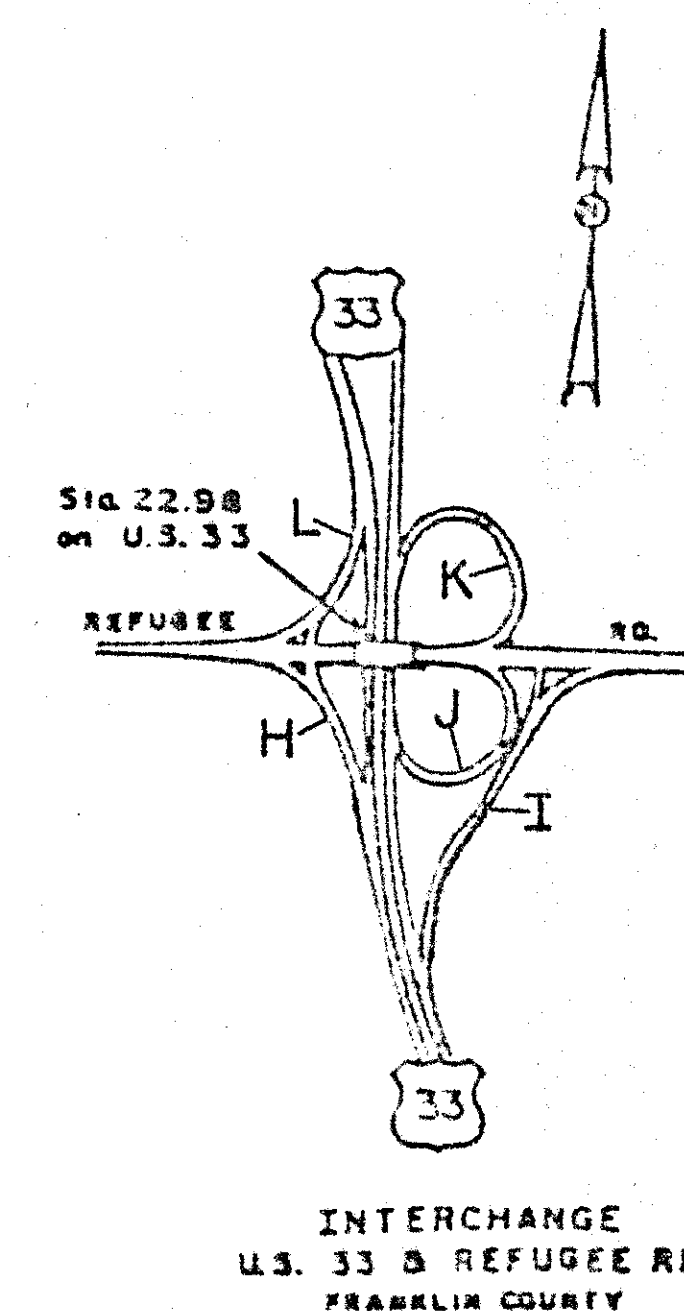 N
33
Sta 22.98
on U.S. 33
L
K
REFUGEE
RD.
H
J
I
33
INTERCHANGE
U.S. 33 & REFUGEE R
FRANKLIN COUNTY